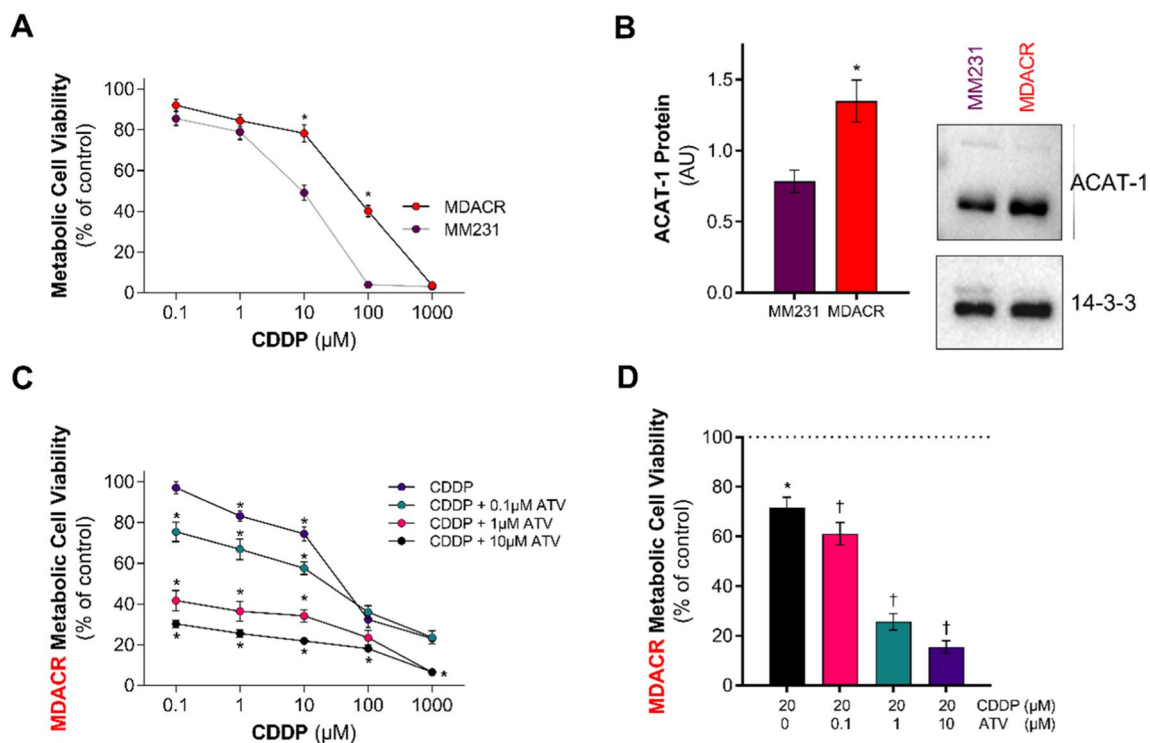 A
Metabolic Cell Viability
(% of control)
100
80
60
40
20
0
*
*
MDACR
MM231
0.1 1 10 100 1000
CDDP (µM)
B
ACAT-1 Protein
(AU)
1.5
1.0
0.5
0.0
*
MM231 MDACR
MM231
MDACR
ACAT-1
14-3-3
C
MDACR Metabolic Cell Viability
(% of control)
100
80
60
40
20
0
* *
* * *
* * *
* * * * *
CDDP
CDDP + 0.1µM ATV
CDDP + 1µM ATV
CDDP + 10µM ATV
0.1 1 10 100 1000
CDDP (µM)
D
MDACR Metabolic Cell Viability
(% of control)
100
80
60
40
20
0
* † † †
20 20 20 20 CDDP (µM)
0 0.1 1 10 ATV (µM)